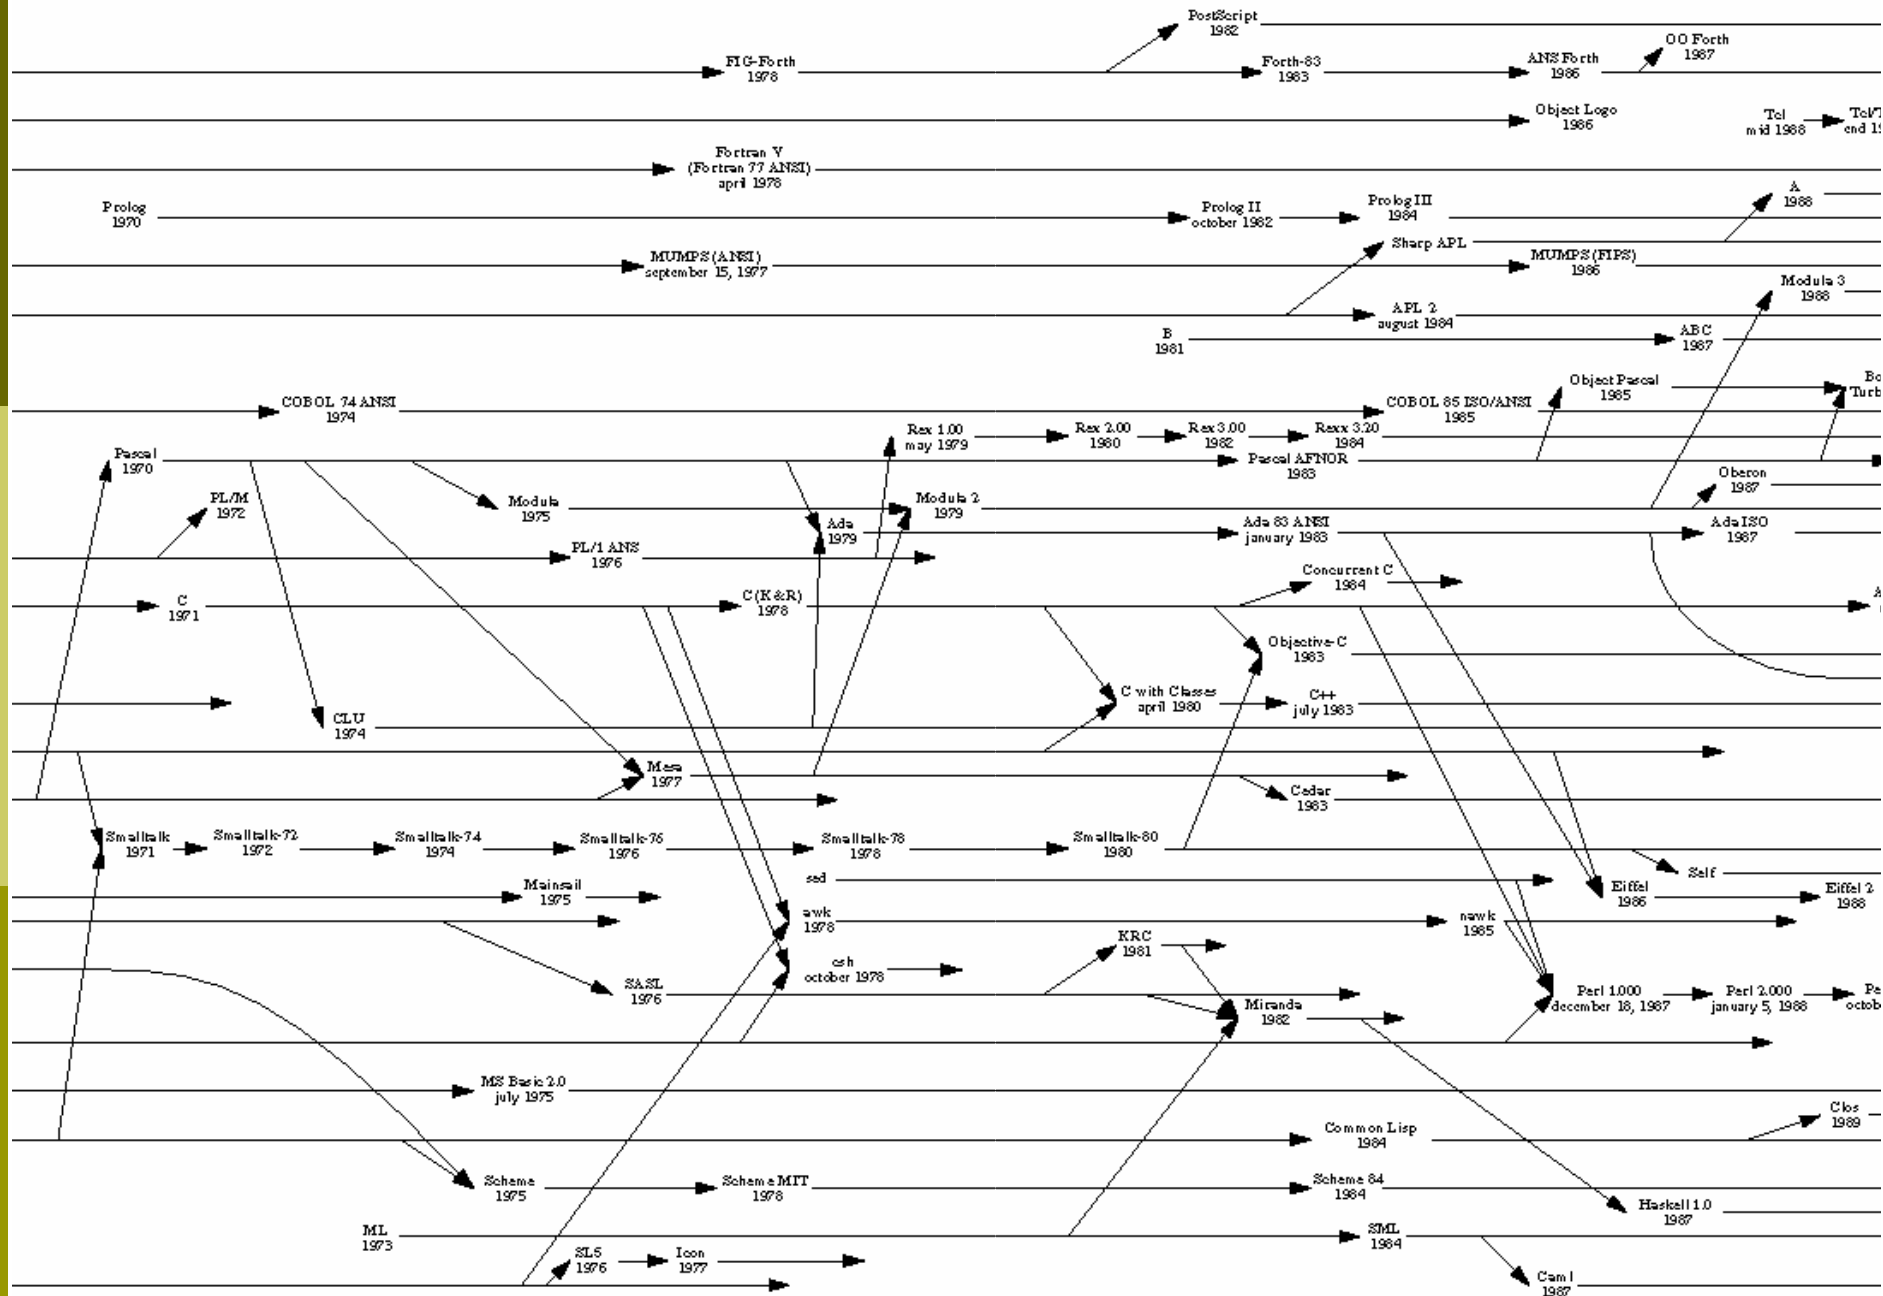 PostScript
1982
OO Forth
1987
FIG-Forth
1978
Forth-83
1983
ANS Forth
1986
Object Logo
1986
Tcl
mid 1988
Fortran V
(Fortran 77 ANSI)
april 1978
A
1988
Prolog
1970
Prolog II
october 1982
Prolog III
1984
Sharp APL
MUMPS (ANSI)
september 15, 1977
MUMPS (FIPS)
1986
Modula 3
1988
APL 2
august 1984
B
1981
ABC
1987
Object Pascal
1985
COBOL 74 ANSI
1974
COBOL 85 ISO/ANSI
1985
Rex 1.00
may 1979
Rex 2.00
1980
Rex 3.00
1982
Rexx 3.20
1984
Pascal
1970
Pascal AFNOR
1983
Oberon
1987
PL/M
1972
Modula
1975
Modula 2
1979
Ada
1979
Ada 83 ANSI
january 1983
Ada ISO
1987
PL/1 ANS
1976
Concurrent C
1984
C
1971
C (K&R)
1978
Objective-C
1983
C with Classes
april 1980
C++
july 1983
CLU
1974
Mesa
1977
Cedar
1983
Smalltalk
1971
Smalltalk-72
1972
Smalltalk-74
1974
Smalltalk-76
1976
Smalltalk-78
1978
Smalltalk-80
1980
Self
sed
Mainsail
1975
Eiffel
1986
Eiffel 2
1988
awk
1978
nawk
1985
KRC
1981
csh
october 1978
SASL
1976
Miranda
1982
Perl 1.000
december 18, 1987
Perl 2.000
january 5, 1988
MS Basic 2.0
july 1975
Clos
1989
Common Lisp
1984
Scheme
1975
Scheme MIT
1978
Scheme 84
1984
Haskell 1.0
1987
ML
1973
SML
1984
SL5
1976
Icon
1977
Caml
1987